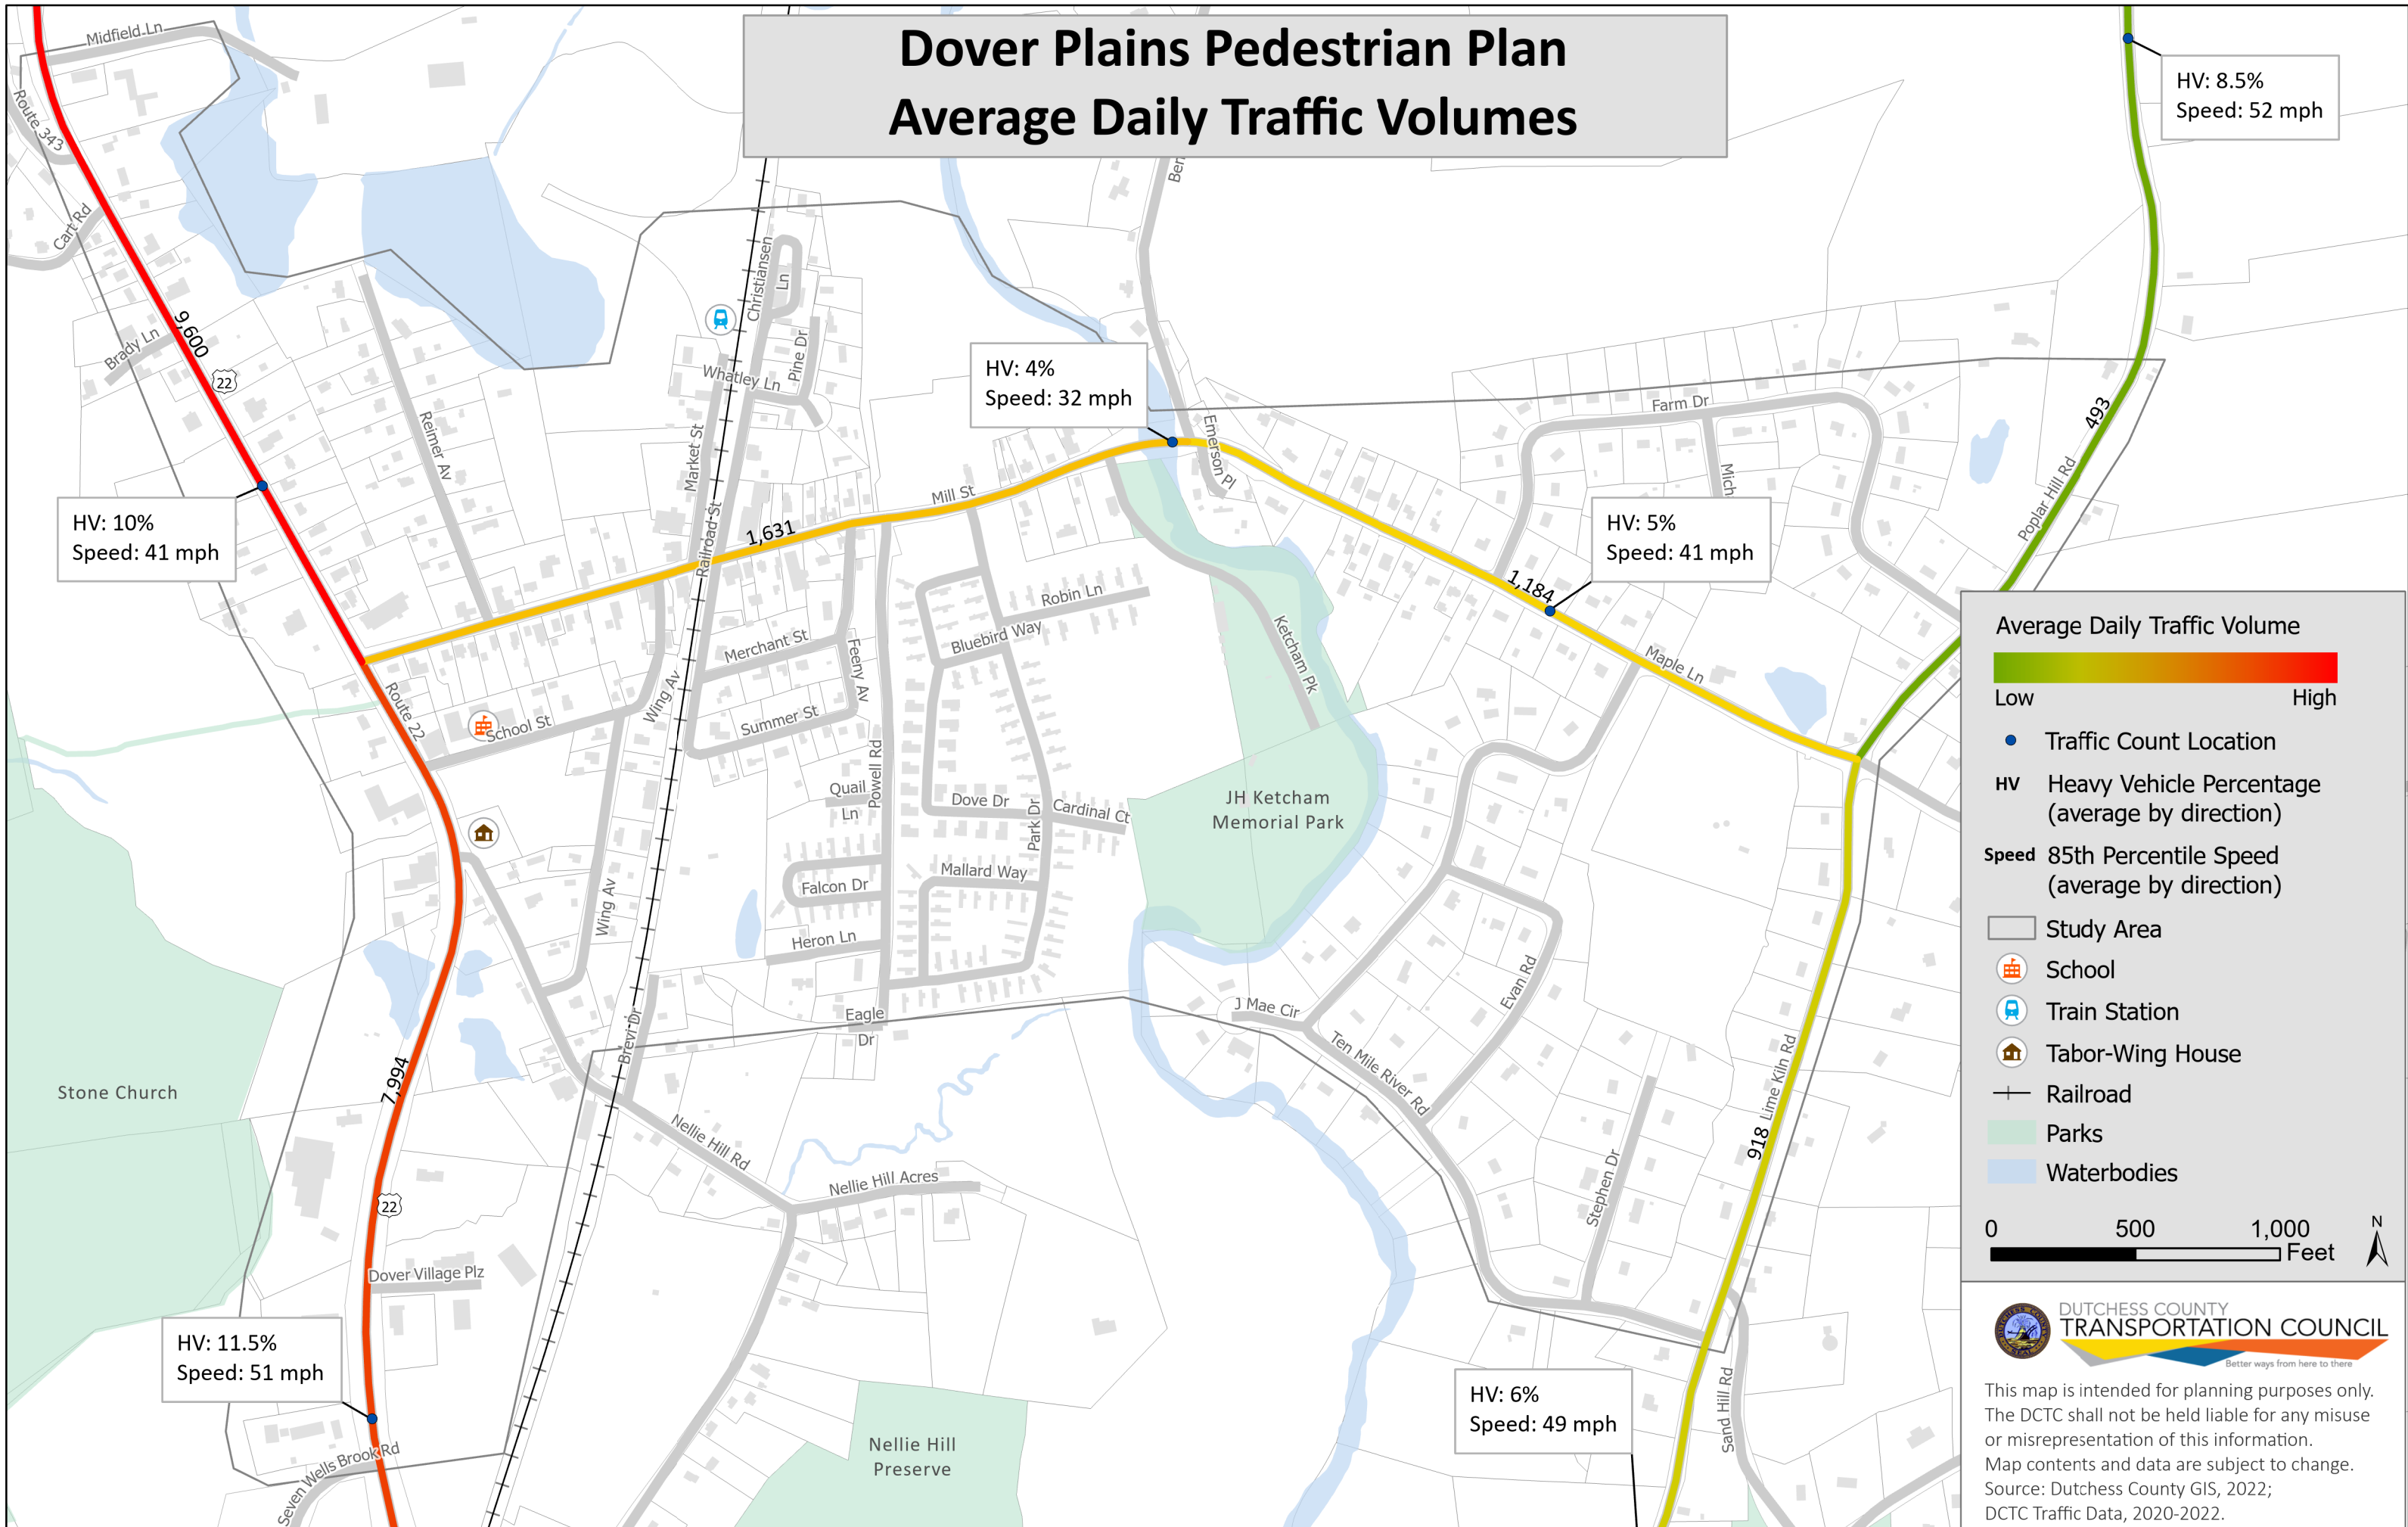 Dover Plains Pedestrian Plan
Average Daily Traffic Volumes
Midfield Ln
Route 343
Cart Rd
9,600
Brady Ln
22
Reimer Av
HV: 10%
Speed: 41 mph
Christiansen
Ln
Pine Dr
Whatley Ln
Market St
Railroad St
1,631
Mill St
HV: 4%
Speed: 32 mph
Emerson Pl
HV: 8.5%
Speed: 52 mph
493
Poplar Hill Rd
Farm Dr
HV: 5%
Speed: 41 mph
1,184
Maple Ln
Route 22
School St
Wing Av
Merchant St
Summer St
Feeny Av
Powell Rd
Robin Ln
Bluebird Way
Ketcham Pk
Quail
Ln
Dove Dr
Park Dr
Cardinal Ct
JH Ketcham
Memorial Park
Falcon Dr
Mallard Way
Heron Ln
Wing Av
Eagle
Dr
Brevi Dr
J Mae Cir
Evan Rd
Ten Mile River Rd
Stone Church
7,994
22
Nellie Hill Rd
Nellie Hill Acres
Stephen Dr
918
Lime Kiln Rd
Dover Village Plz
HV: 11.5%
Speed: 51 mph
Seven Wells Brook Rd
Nellie Hill
Preserve
HV: 6%
Speed: 49 mph
Sand Hill Rd
Average Daily Traffic Volume
Low High
Traffic Count Location
HV Heavy Vehicle Percentage
(average by direction)
Speed 85th Percentile Speed
(average by direction)
Study Area
School
Train Station
Tabor-Wing House
Railroad
Parks
Waterbodies
0 500 1,000
Feet
N
DUTCHESS COUNTY
TRANSPORTATION COUNCIL
Better ways from here to there
This map is intended for planning purposes only.
The DCTC shall not be held liable for any misuse
or misrepresentation of this information.
Map contents and data are subject to change.
Source: Dutchess County GIS, 2022;
DCTC Traffic Data, 2020-2022.